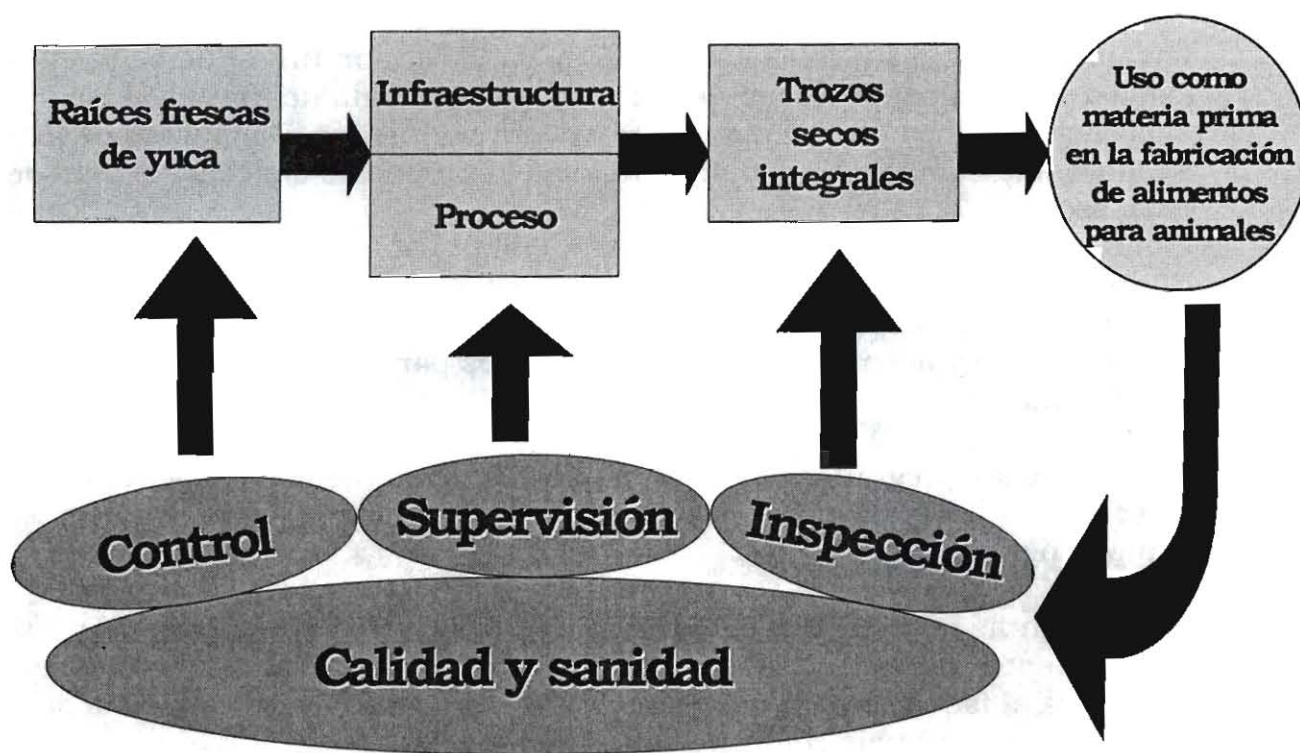 Raíces frescas
de yuca
Infraestructura
Proceso
Trozos
secos
integrales
Uso como
materia prima
en la fabricación
de alimentos
para animales
Control
Supervisión
Inspección
Calidad y sanidad